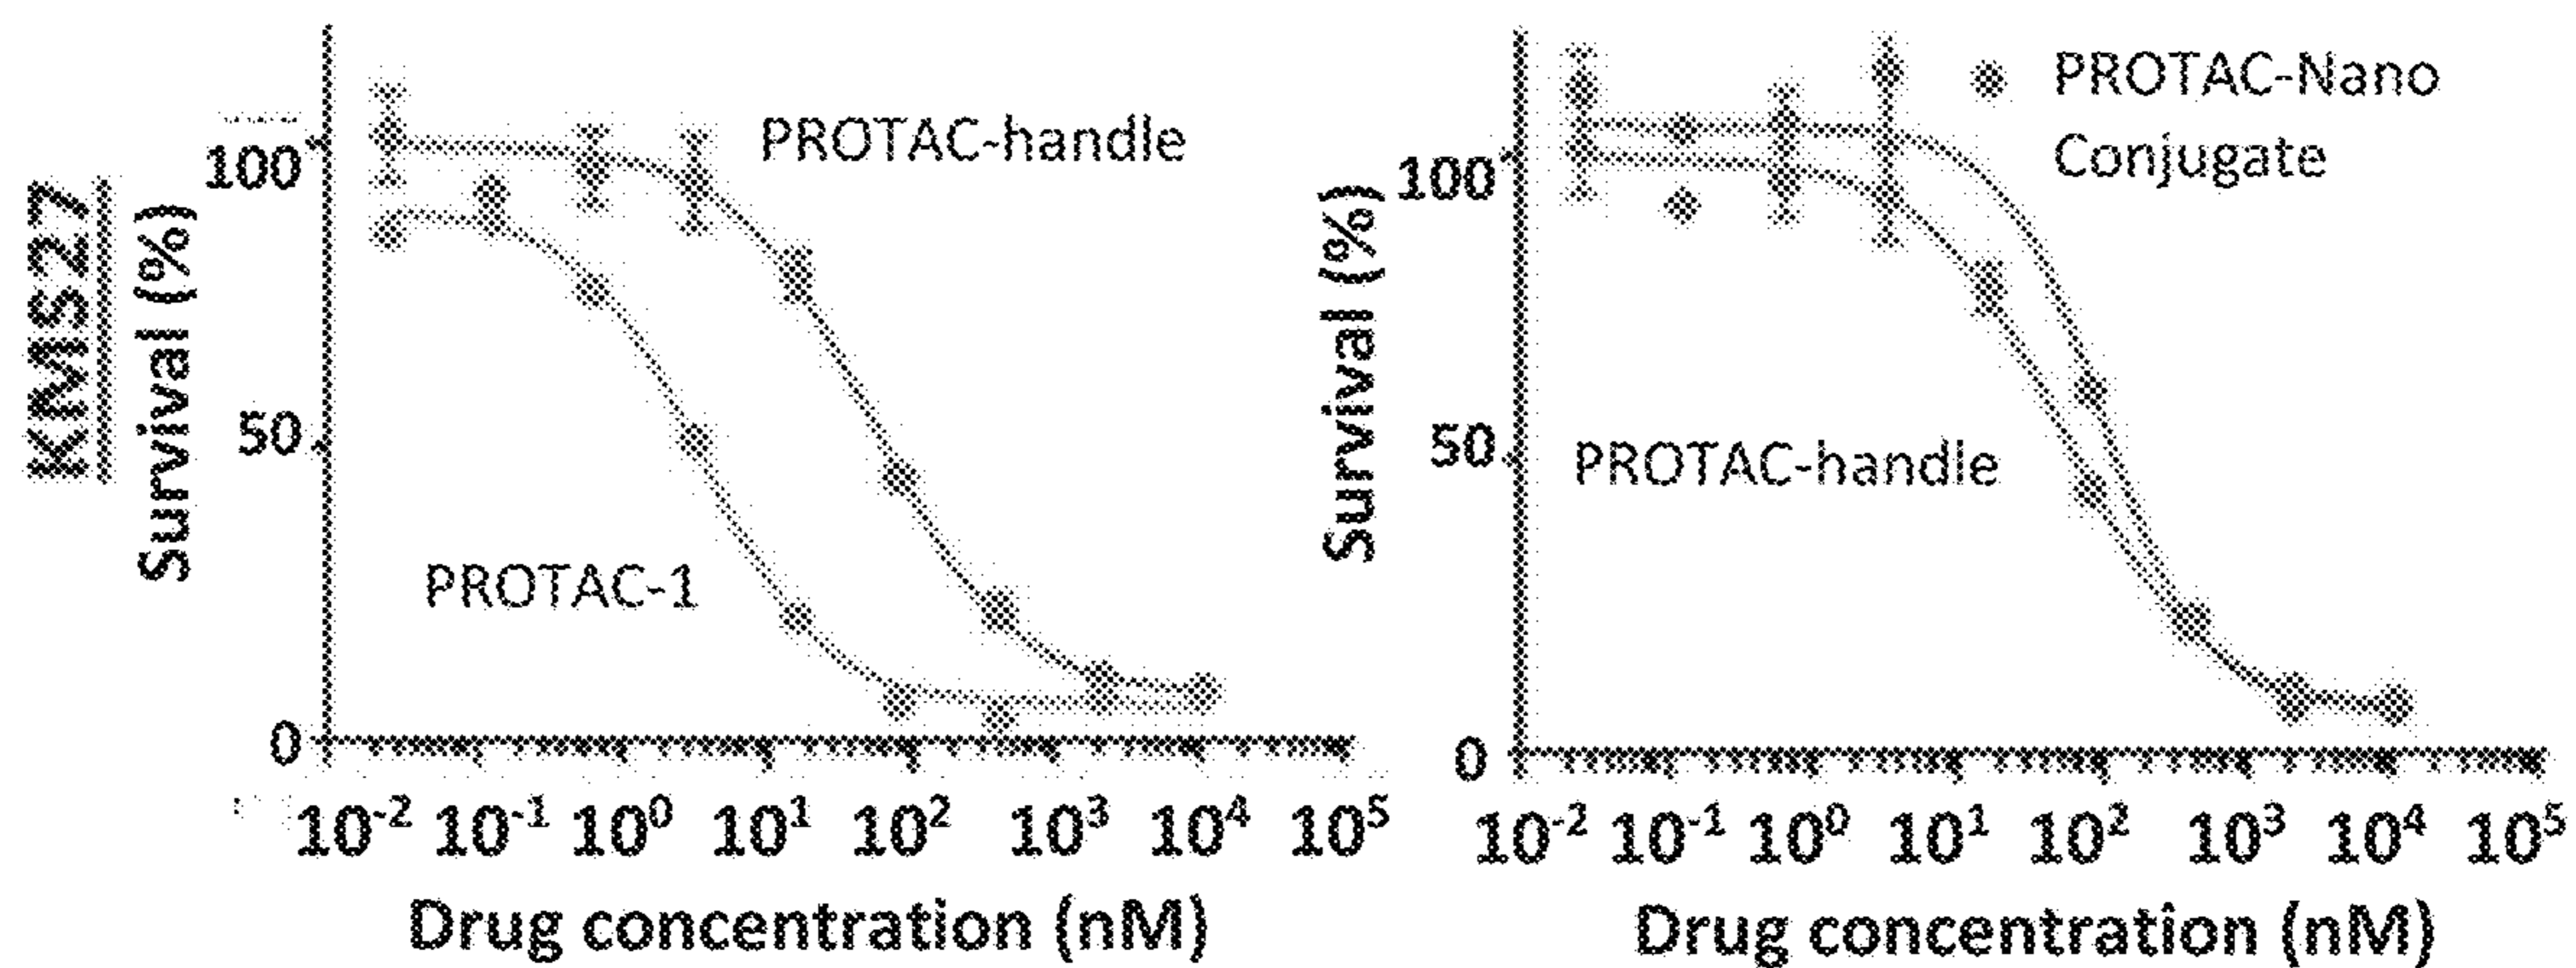 KMS27
Survival (%)
100
50
0
PROTAC-handle
PROTAC-1
10⁻² 10⁻¹ 10⁰ 10¹ 10² 10³ 10⁴ 10⁵
Drug concentration (nM)
Survival (%)
100
50
0
PROTAC-Nano
Conjugate
PROTAC-handle
10⁻² 10⁻¹ 10⁰ 10¹ 10² 10³ 10⁴ 10⁵
Drug concentration (nM)